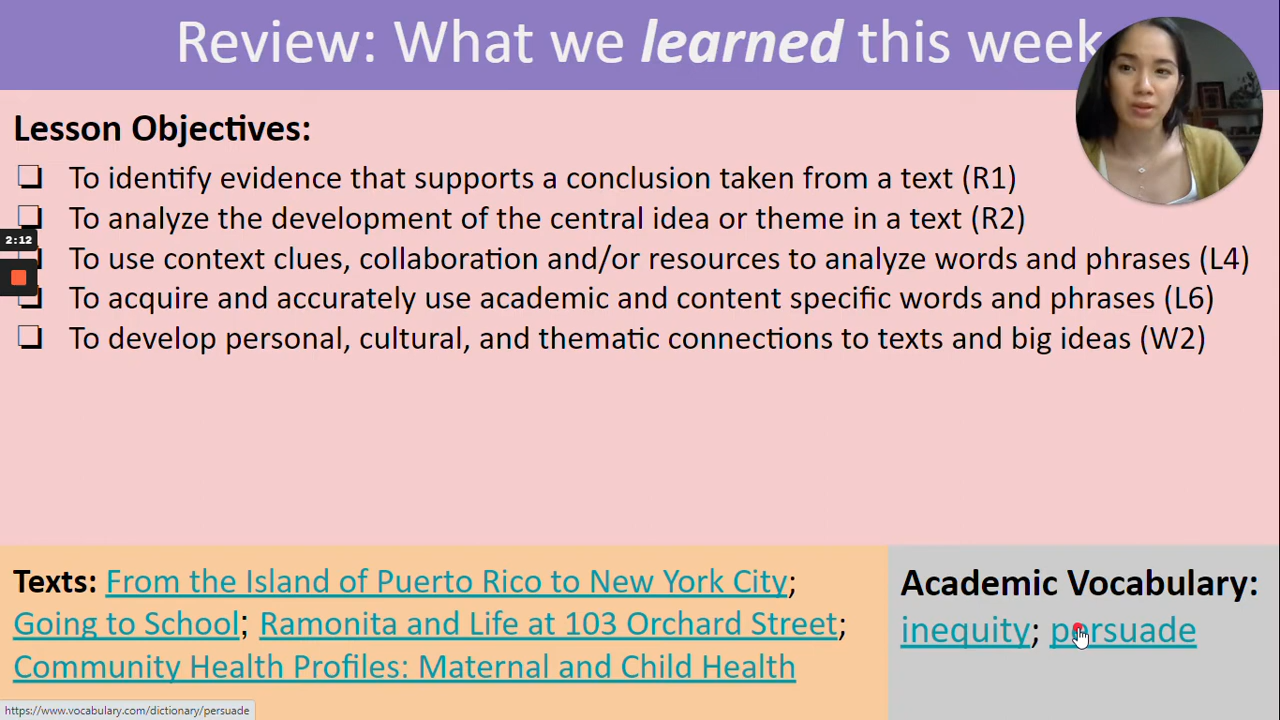 Review: What we learned this week
Lesson Objectives:
❏ To identify evidence that supports a conclusion taken from a text (R1)
❏ To analyze the development of the central idea or theme in a text (R2)
2:12
❏ To use context clues, collaboration and/or resources to analyze words and phrases (L4)
❏ To acquire and accurately use academic and content specific words and phrases (L6)
❏ To develop personal, cultural, and thematic connections to texts and big ideas (W2)
Texts: From the Island of Puerto Rico to New York City;
Going to School; Ramonita and Life at 103 Orchard Street;
Community Health Profiles: Maternal and Child Health
Academic Vocabulary:
inequity; persuade
https://www.vocabulary.com/dictionary/persuade